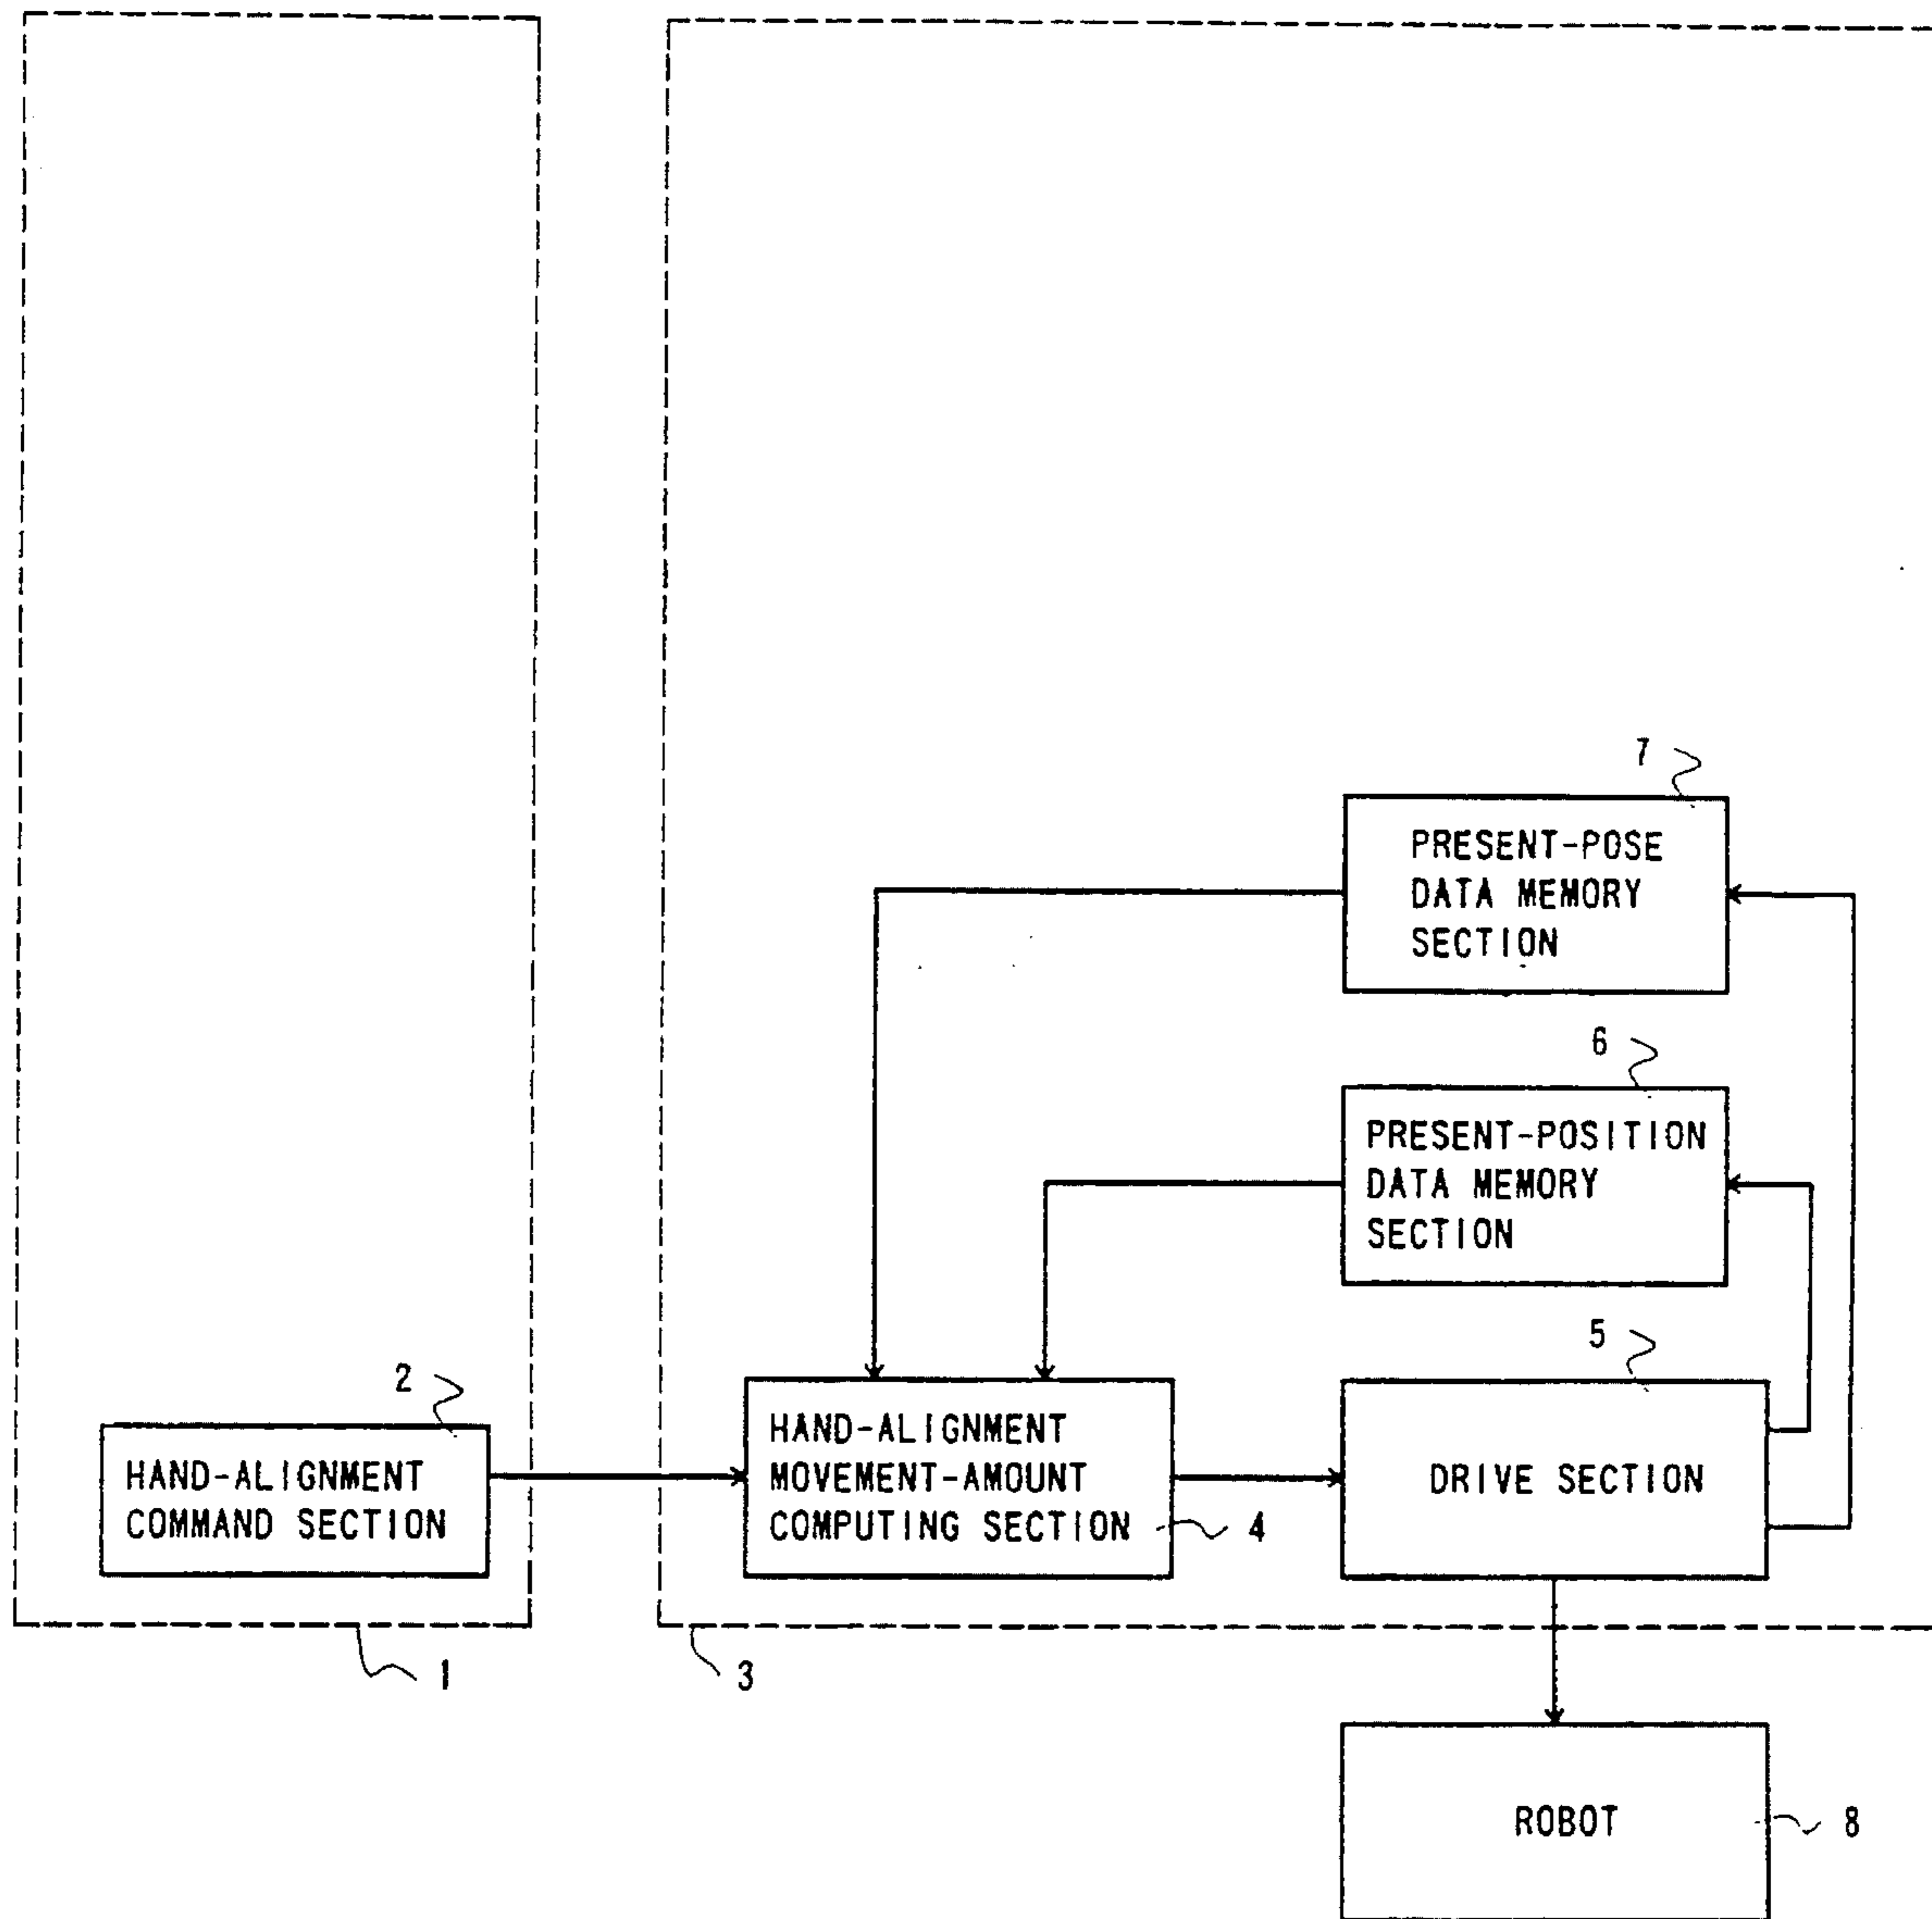 7
PRESENT-POSE
DATA MEMORY
SECTION
6
PRESENT-POSITION
DATA MEMORY
SECTION
5
DRIVE SECTION
2
HAND-ALIGNMENT
COMMAND SECTION
HAND-ALIGNMENT
MOVEMENT-AMOUNT
COMPUTING SECTION
4
1
3
ROBOT
8